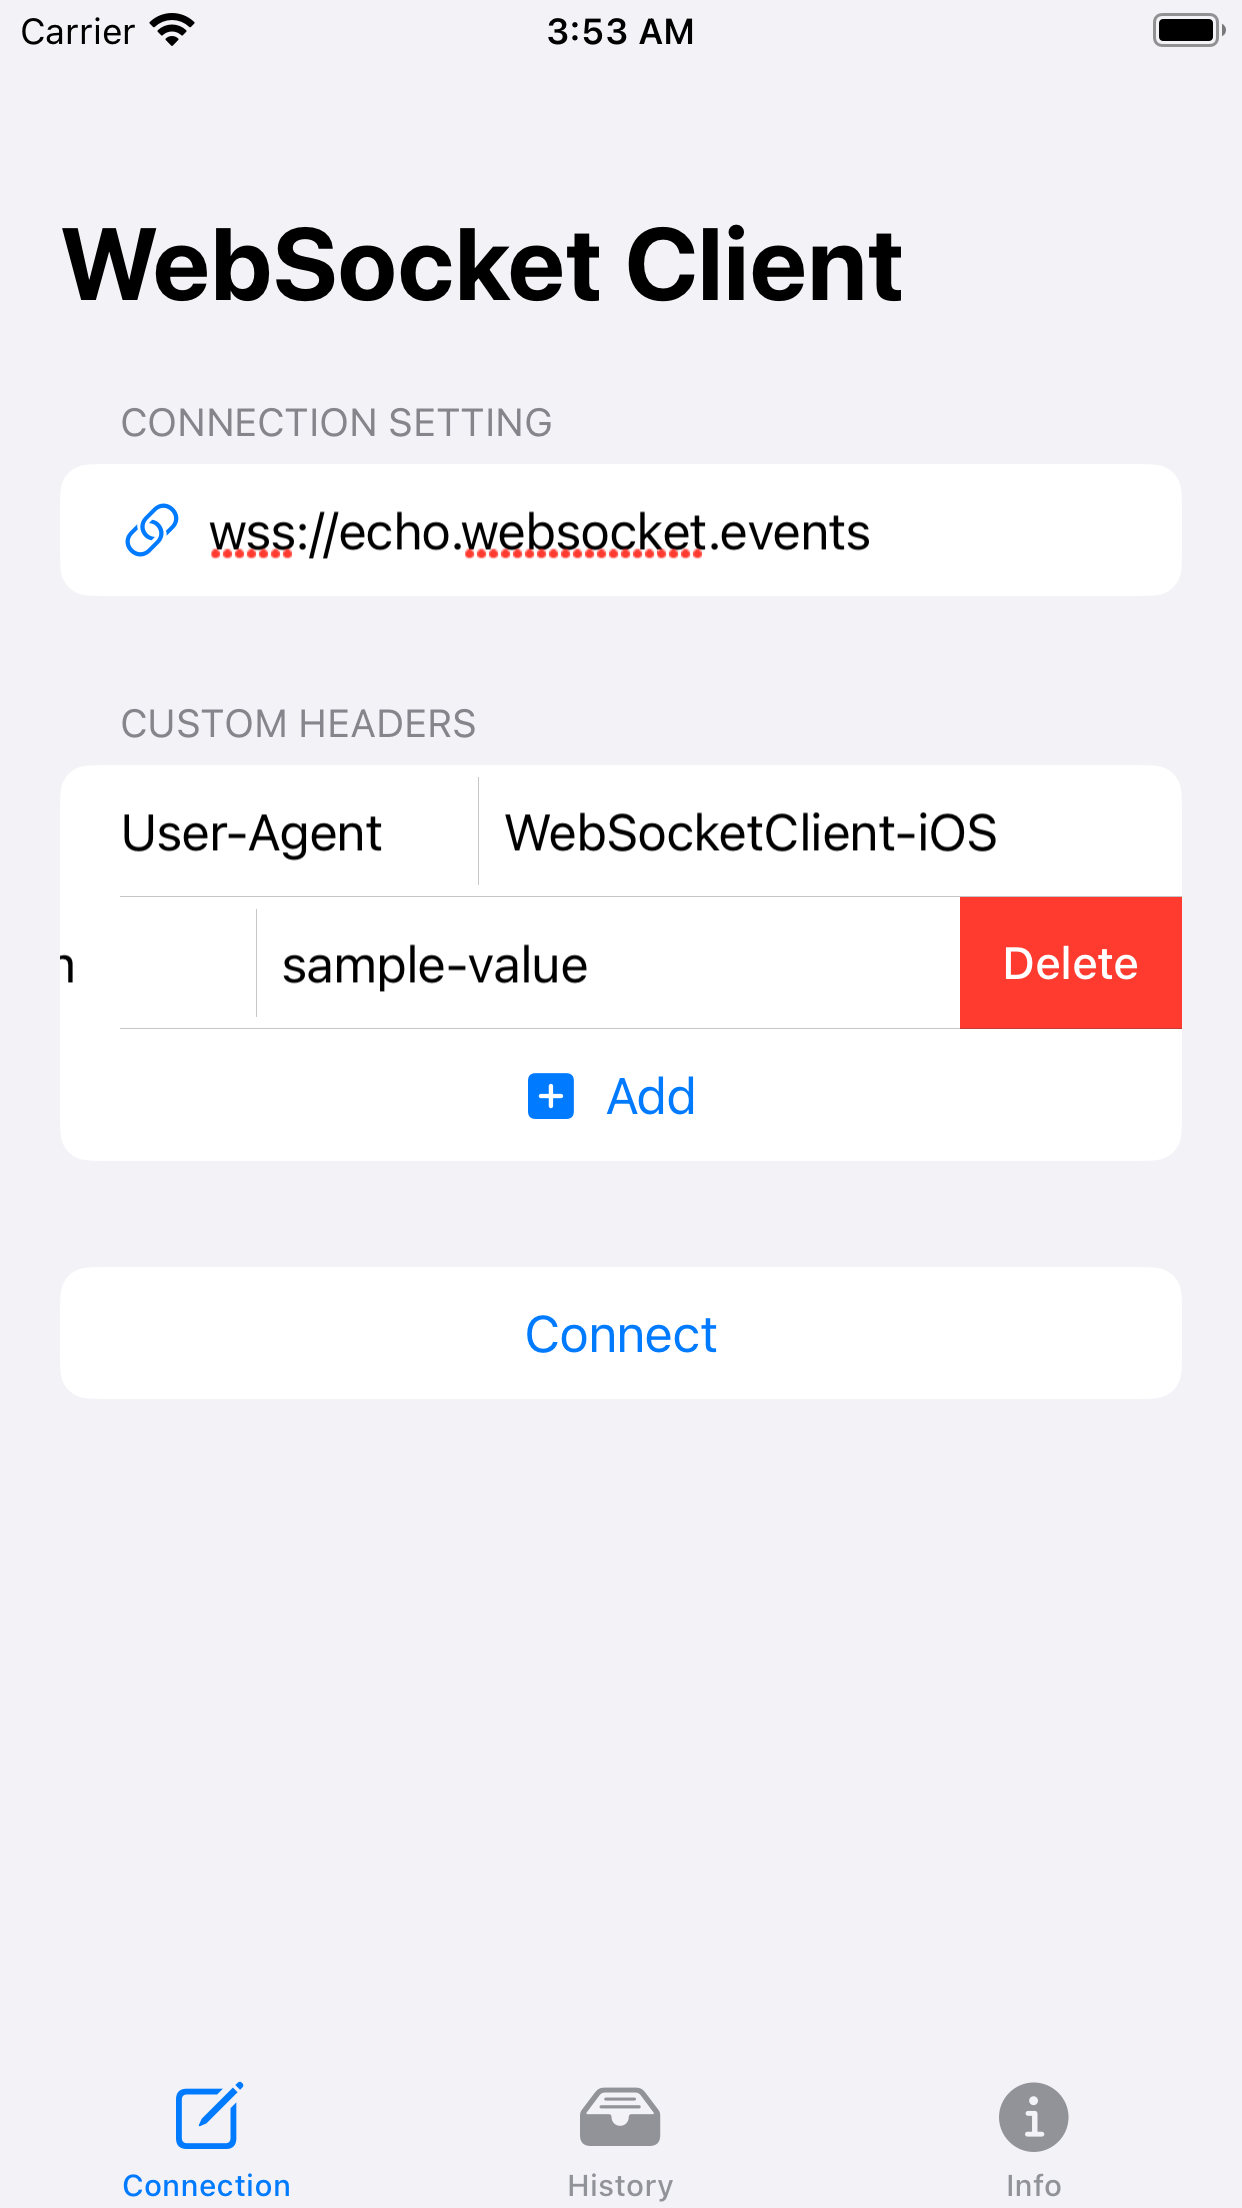 Carrier 3:53 AM
WebSocket Client
CONNECTION SETTING
wss://echo.websocket.events
CUSTOM HEADERS
User-Agent WebSocketClient-iOS
sample-value Delete
Add
Connect
Connection History Info